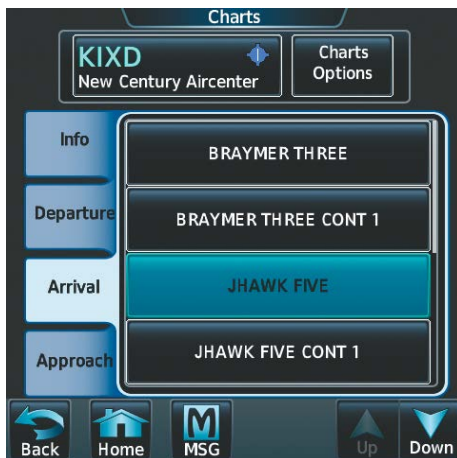 Charts
KIXD
New Century Aircenter
Charts
Options
Info
BRAYMER THREE
Departure
BRAYMER THREE CONT 1
Arrival
JHAWK FIVE
Approach
JHAWK FIVE CONT 1
Back
Home
M
MSG
Up
Down